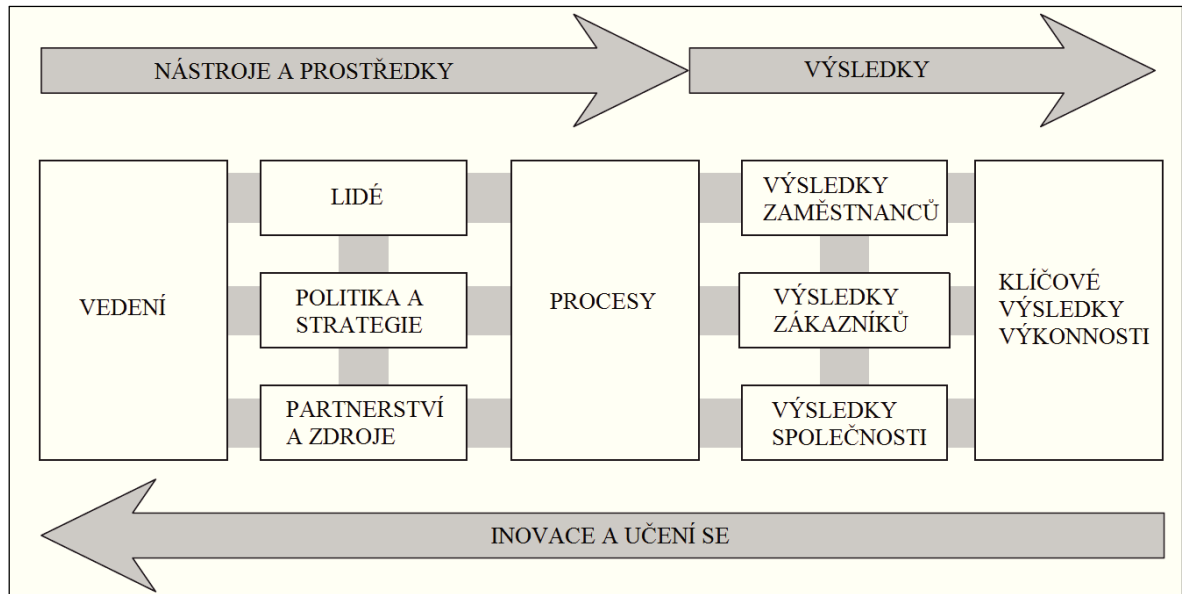 NÁSTROJE A PROSTŘEDKY
VÝSLEDKY
VEDENÍ
LIDÉ
POLITIKA A
STRATEGIE
PARTNERSTVÍ
A ZDROJE
PROCESY
VÝSLEDKY
ZAMĚSTNANCŮ
VÝSLEDKY
ZÁKAZNÍKŮ
VÝSLEDKY
SPOLEČNOSTI
KLÍČOVÉ
VÝSLEDKY
VÝKONNOSTI
INOVACE A UČENÍ SE